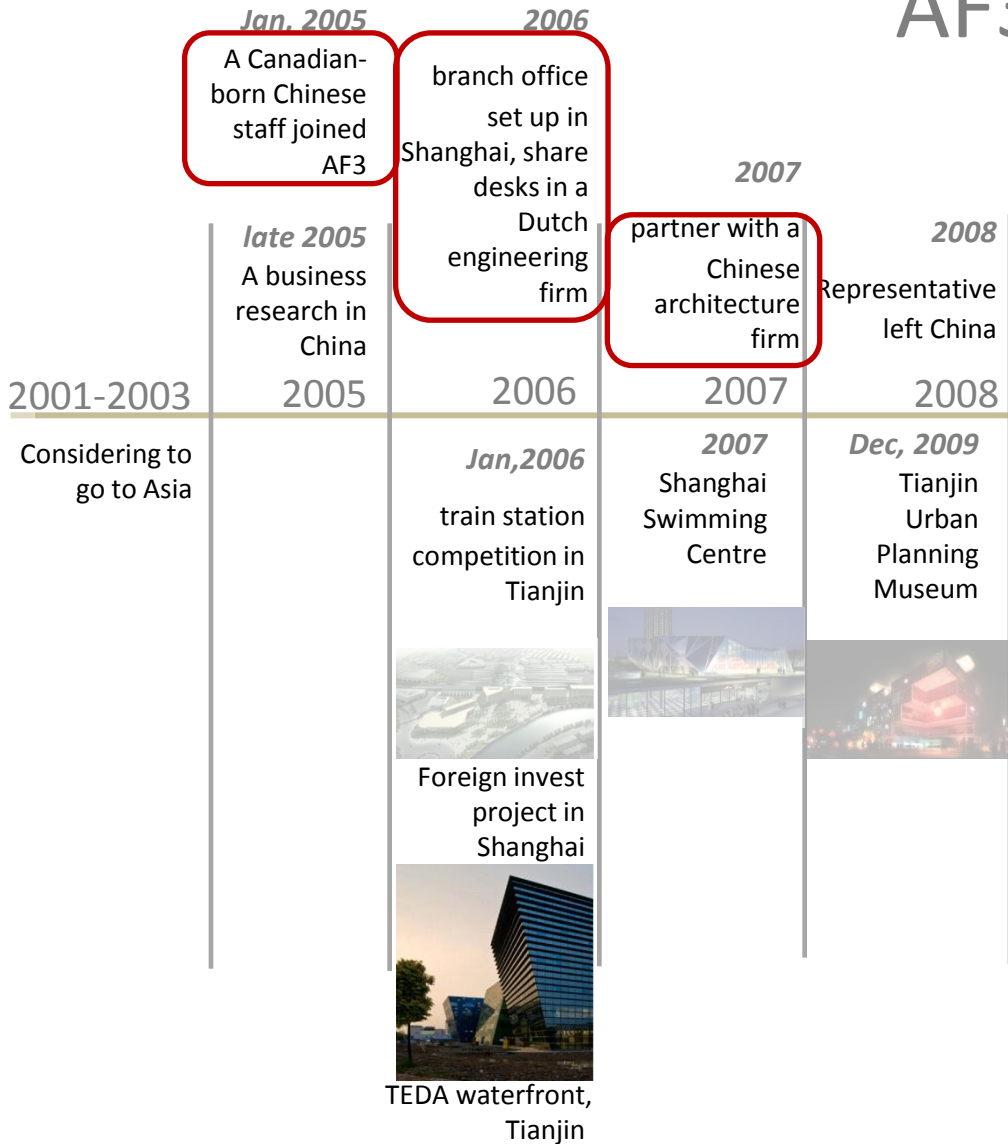 AF3
Jan, 2005
A Canadian-
born Chinese
staff joined
AF3
late 2005
A business
research in
China
2006
branch office
set up in
Shanghai, share
desks in a
Dutch
engineering
firm
2007
partner with a
Chinese
architecture
firm
2008
Representative
left China
2001-2003
2005
2006
2007
2008
Considering to
go to Asia
Jan,2006
train station
competition in
Tianjin
Foreign invest
project in
Shanghai
TEDA waterfront,
Tianjin
2007
Shanghai
Swimming
Centre
Dec, 2009
Tianjin
Urban
Planning
Museum